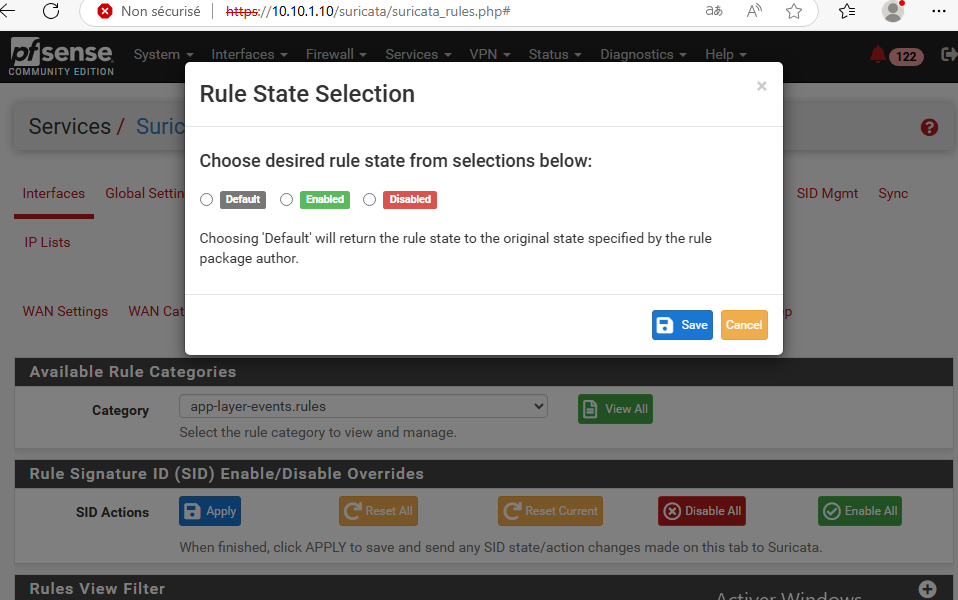 Non sécurisé https://10.10.1.10/suricata/suricata_rules.php#
pfsense System Interfaces Firewall Services VPN Status Diagnostics Help 122
COMMUNITY EDITION
Rule State Selection ×
Services / Suric
Choose desired rule state from selections below:
Interfaces Global Settin SID Mgmt Sync
Default Enabled Disabled
IP Lists
Choosing 'Default' will return the rule state to the original state specified by the rule
package author.
WAN Settings WAN Cat p
Save Cancel
Available Rule Categories
Category app-layer-events.rules View All
Select the rule category to view and manage.
Rule Signature ID (SID) Enable/Disable Overrides
SID Actions Apply Reset All Reset Current Disable All Enable All
When finished, click APPLY to save and send any SID state/action changes made on this tab to Suricata.
Rules View Filter
Activer Windows